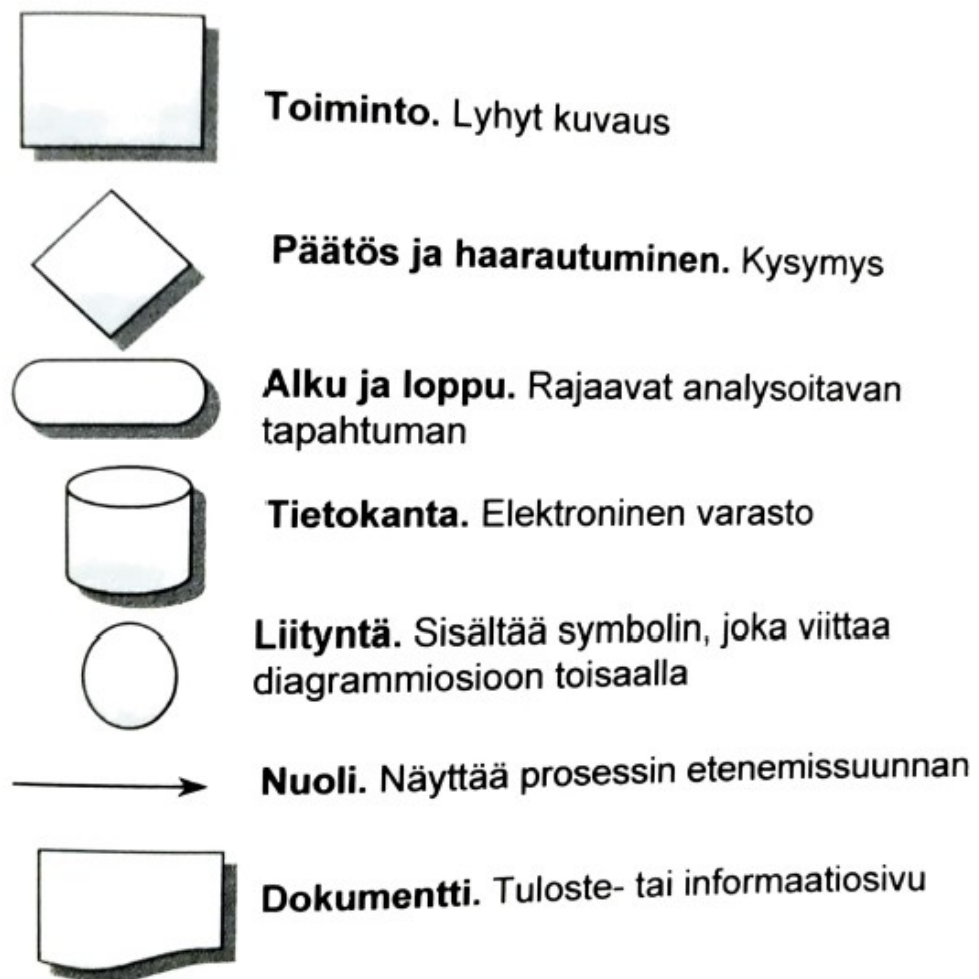 Toiminto. Lyhyt kuvaus
Päätös ja haarautuminen. Kysymys
Alku ja loppu. Rajaavat analysoitavan
tapahtuman
Tietokanta. Elektroninen varasto
Liityntä. Sisältää symbolin, joka viittaa
diagrammiosioon toisaalla
Nuoli. Näyttää prosessin etenemissuunnan
Dokumentti. Tuloste- tai informaatiosivu